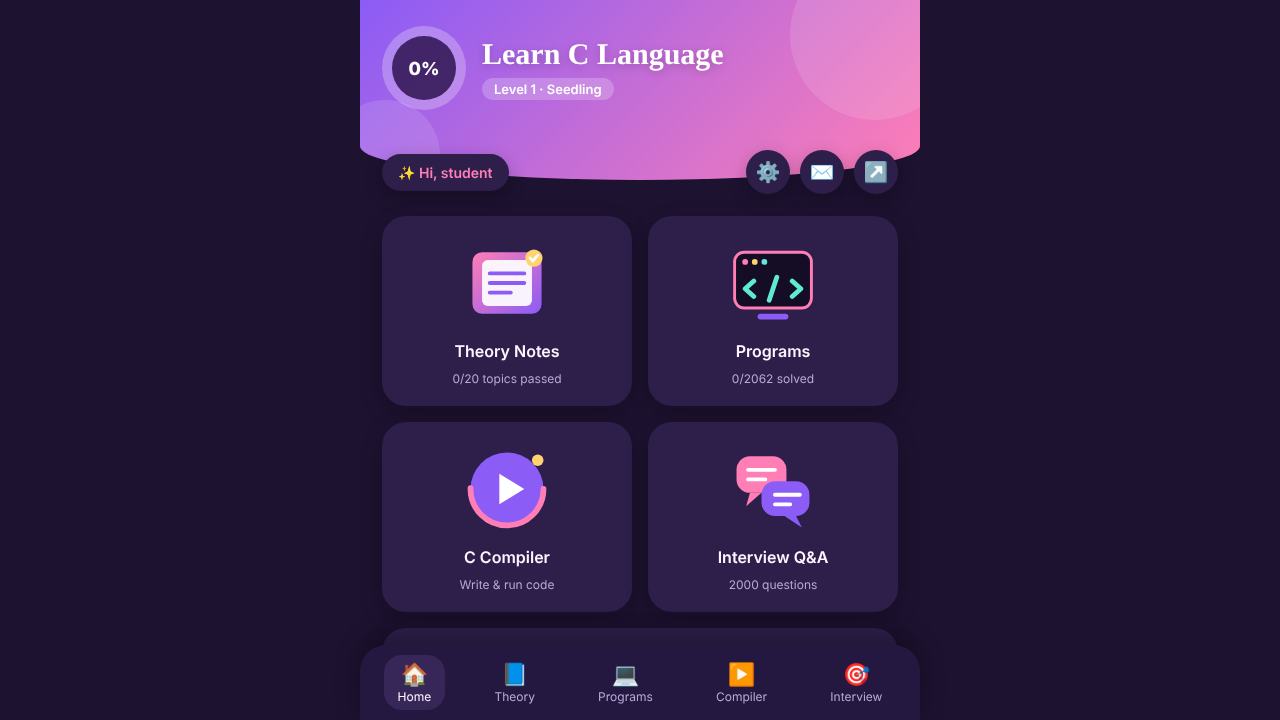 0%
Learn C Language
Level 1 · Seedling
✨ Hi, student
Theory Notes
0/20 topics passed
</>
Programs
0/2062 solved
C Compiler
Write & run code
Interview Q&A
2000 questions
Home
Theory
Programs
Compiler
Interview